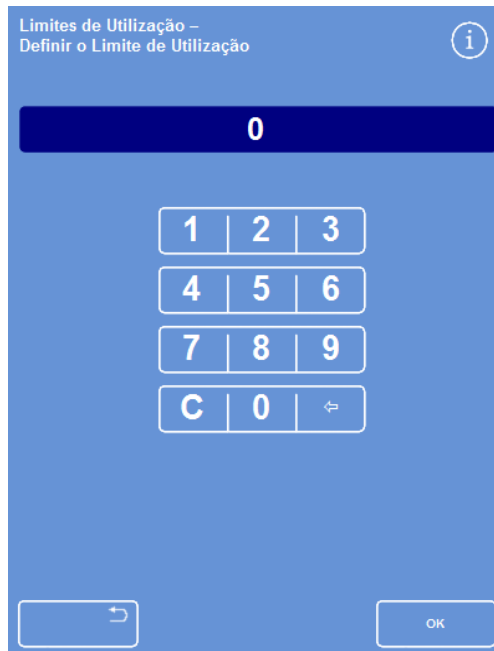 Limites de Utilização –
Definir o Limite de Utilização
i
0
1 2 3
4 5 6
7 8 9
C 0 ⇦
OK